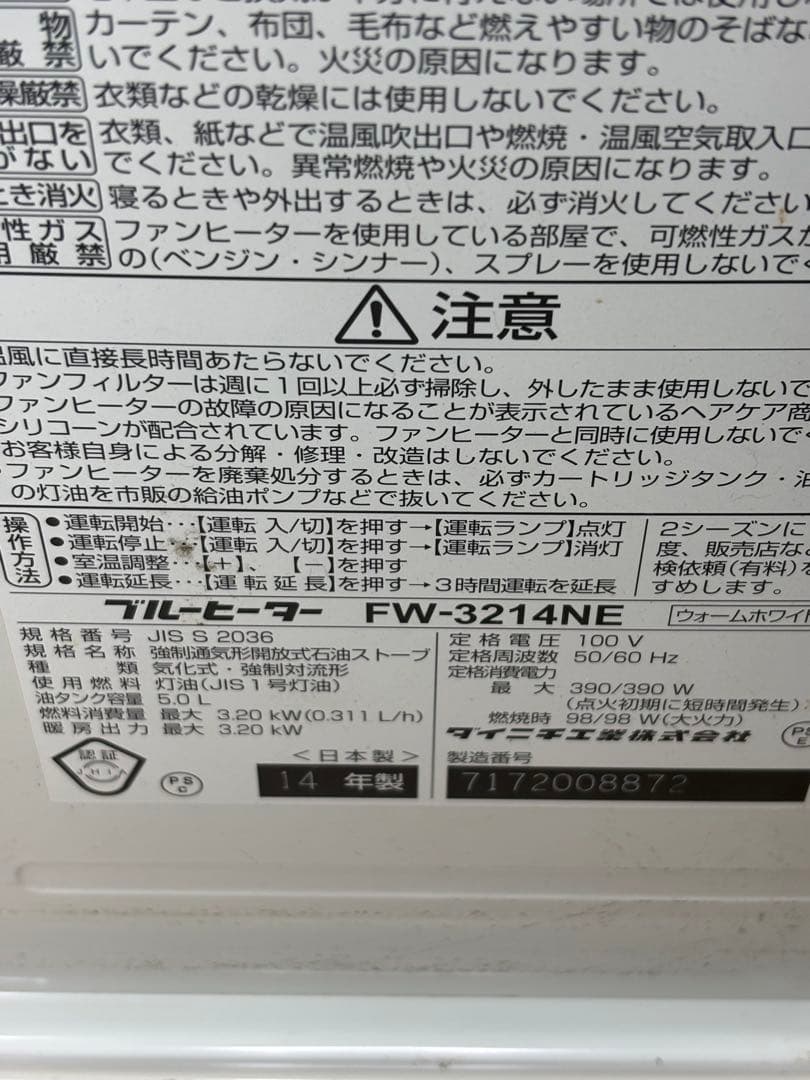 物
厳禁
カーテン、布団、毛布など燃えやすい物のそばな
いでください。火災の原因になります。
燥厳禁
衣類などの乾燥には使用しないでください。
出口を
がない
衣類、紙などで温風吹出口や燃焼・温風空気取入口
でください。異常燃焼や火災の原因になります。
とき消火
寝るときや外出するときは、必ず消火してください
性ガス
用厳禁
ファンヒーターを使用している部屋で、可燃性ガスが
の(ベンジン・シンナー)、スプレーを使用しないでく
注意
温風に直接長時間あたらないでください。
ファンフィルターは週に1回以上必ず掃除し、外したまま使用しないで
ファンヒーターの故障の原因になることが表示されているヘアケア商
シリコーンが配合されています。ファンヒーターと同時に使用しないでく
お客様自身による分解・修理・改造はしないでください。
・ファンヒーターを廃棄処分するときは、必ずカートリッジタンク・油
の灯油を市販の給油ポンプなどで抜いてください。
操作方法
●運転開始･･･【運転 入/切】を押す→【運転ランプ】点灯
●運転停止･･･【運転 入/切】を押す→【運転ランプ】消灯
●室温調整･･･【+】、【−】を押す
●運転延長･･･【運転延長】を押す→3時間運転を延長
2シーズンに
度、販売店など
検依頼(有料)を
すめします。
ブルーヒーター FW-3214NE
ウォームホワイト
規格番号 JIS S 2036
規格名称 強制通気形開放式石油ストーブ
種類 気化式・強制対流形
使用燃料 灯油(JIS1号灯油)
油タンク容量 5.0 L
燃料消費量 最大 3.20 kW(0.311 L/h)
暖房出力 最大 3.20 kW
定格電圧 100 V
定格周波数 50/60 Hz
定格消費電力
最大 390/390 W
(点火初期に短時間発生)
燃焼時 98/98 W(大火力)
ダイニチ工業株式会社
PS
E
認証
JHIA
PS
C
<日本製>
14 年製
製造番号
7172008872